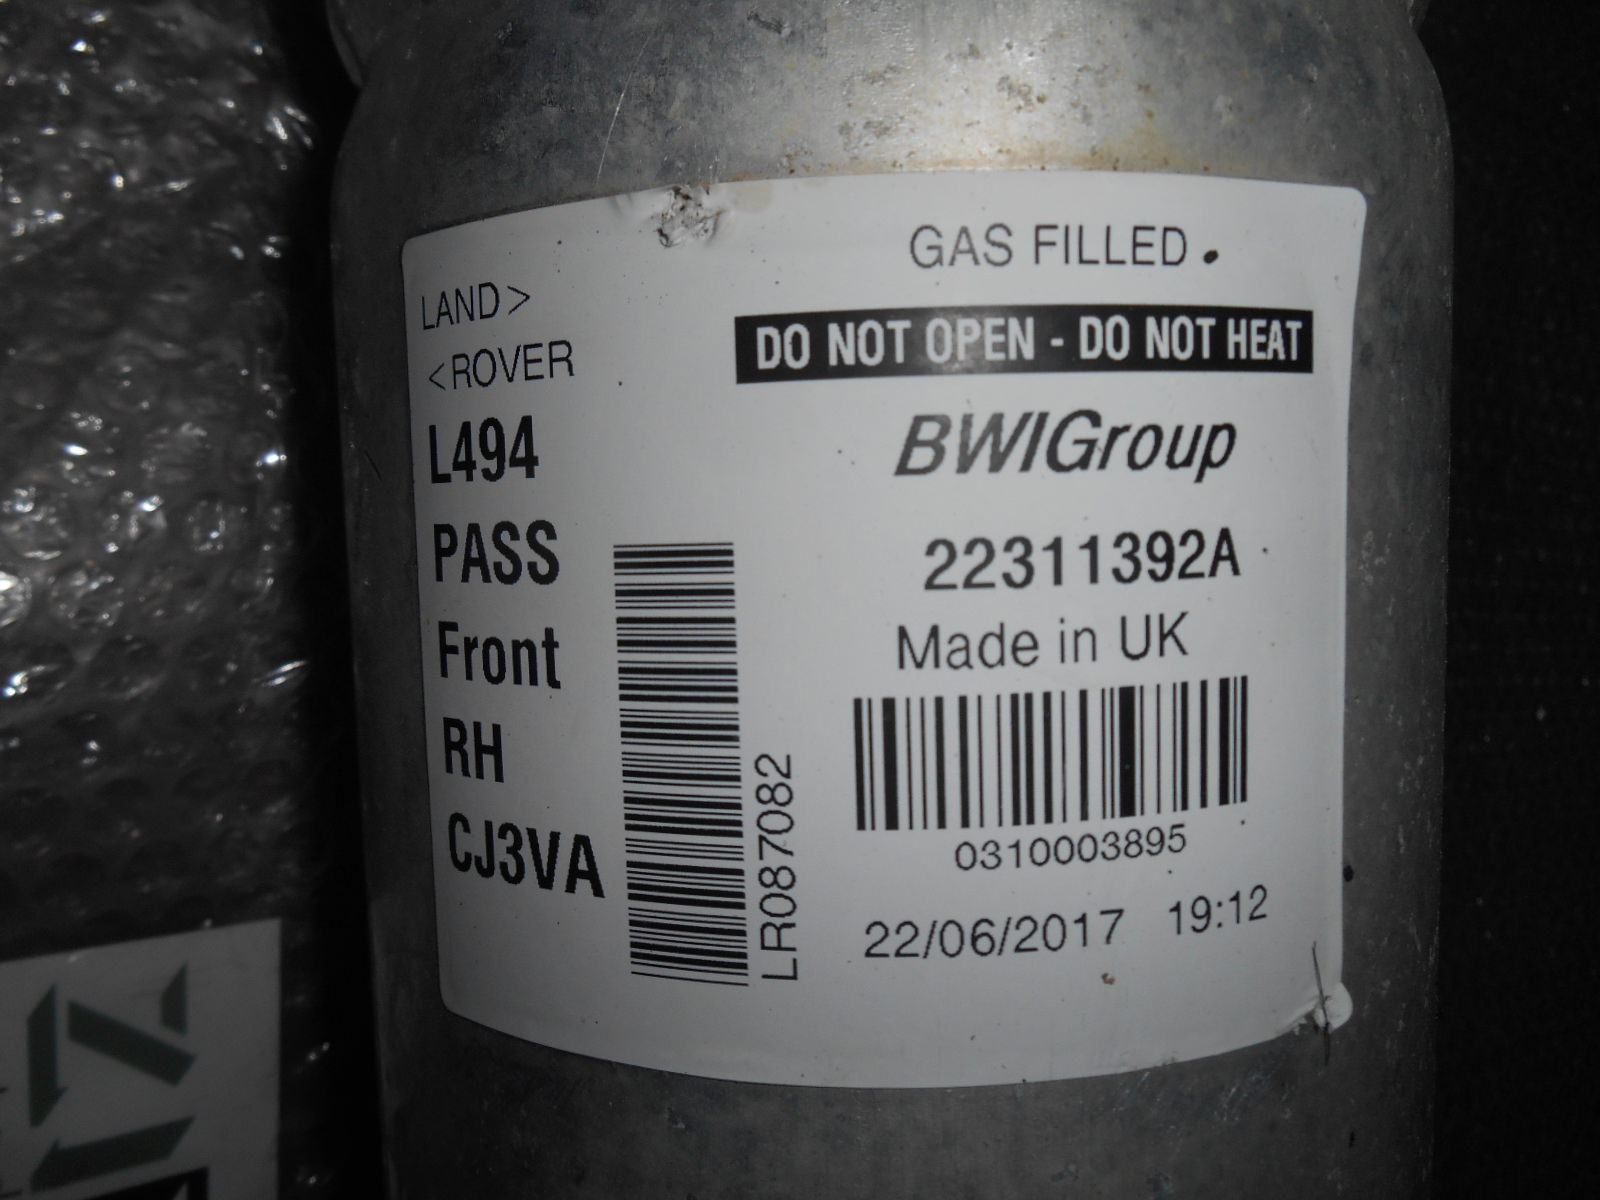 LAND>
<ROVER
L494
PASS
Front
RH
CJ3VA
LR087082
GAS FILLED
DO NOT OPEN - DO NOT HEAT
BWIGroup
22311392A
Made in UK
0310003895
22/06/2017 19:12